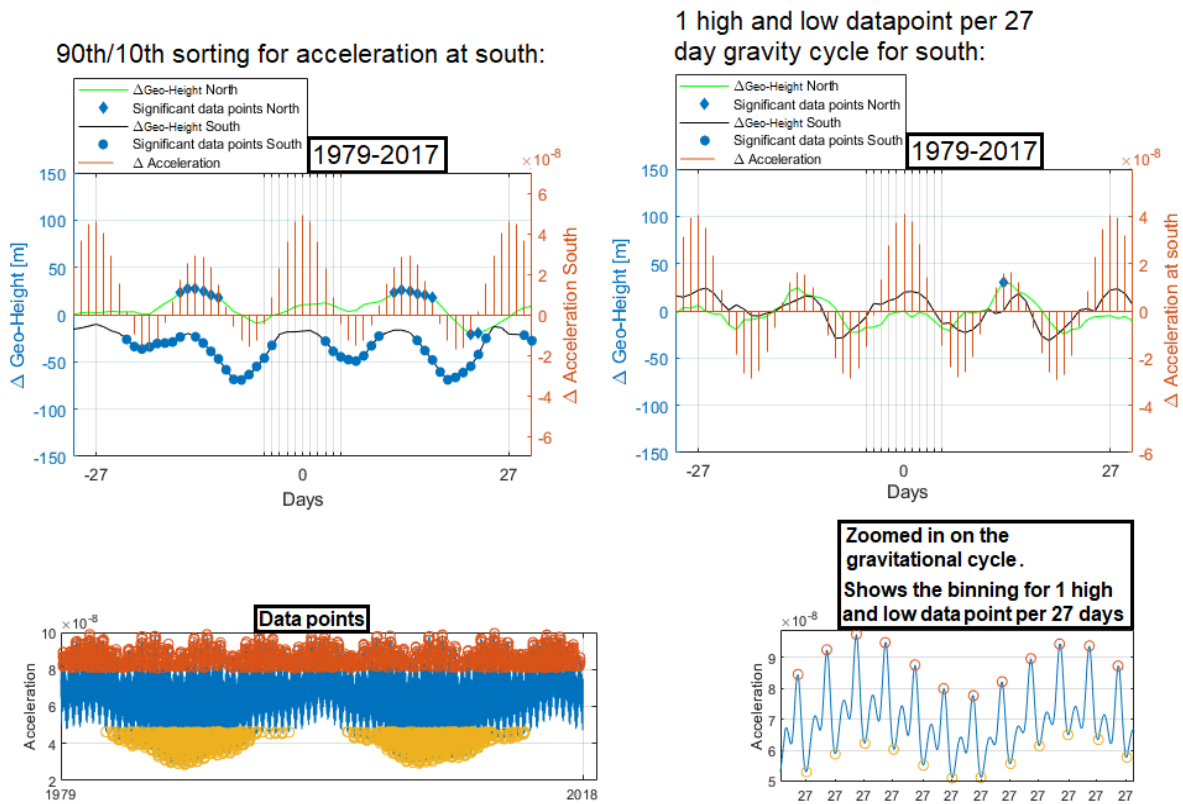 90th/10th sorting for acceleration at south:
ΔGeo-Height North
Significant data points North
ΔGeo-Height South
Significant data points South
Δ Acceleration
1979-2017
×10⁻⁸
150
100
50
0
-50
-100
-150
6
4
2
0
-2
-4
-6
Δ Geo-Height [m]
Δ Acceleration South
-27
0
27
Days
1 high and low datapoint per 27
day gravity cycle for south:
ΔGeo-Height North
Significant data points North
ΔGeo-Height South
Significant data points South
Δ Acceleration
1979-2017
×10⁻⁸
150
100
50
0
-50
-100
-150
6
4
2
0
-2
-4
-6
Δ Geo-Height [m]
Δ Acceleration at south
-27
0
27
Days
Data points
×10⁻⁸
10
8
6
4
2
Acceleration
1979
2018
Zoomed in on the
gravitational cycle.
Shows the binning for 1 high
and low data point per 27 days
×10⁻⁸
9
8
7
6
5
Acceleration
27 27 27 27 27 27 27 27 27 27 27 27